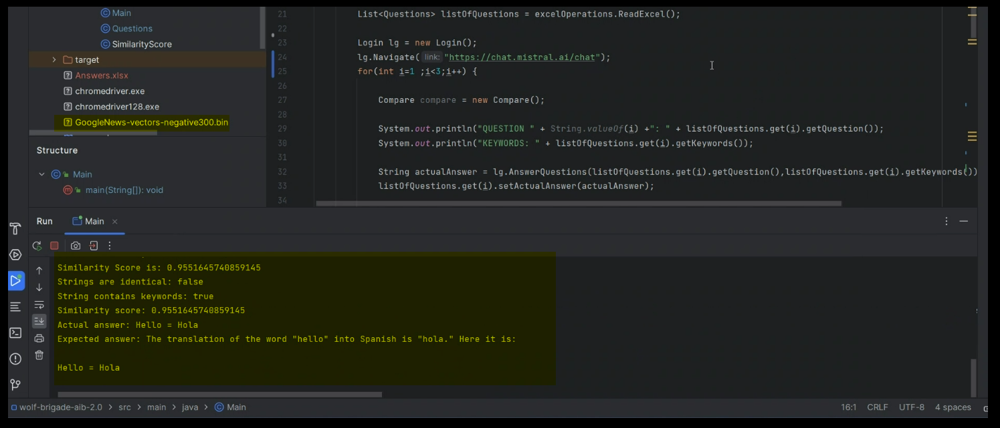 Main
Questions
SimilarityScore
target
Answers.xlsx
chromedriver.exe
chromedriver128.exe
GoogleNews-vectors-negative300.bin
Structure
Main
main(String[]): void
21 List<Questions> listOfQuestions = excelOperations.ReadExcel();
22
23 Login lg = new Login();
24 lg.Navigate( link: "https://chat.mistral.ai/chat");
25 for(int i=1 ;i<3;i++) {
26
27 Compare compare = new Compare();
28
29 System.out.println("QUESTION " + String.valueOf(i) +": " + listOfQuestions.get(i).getQuestion());
30 System.out.println("KEYWORDS: " + listOfQuestions.get(i).getKeywords());
31
32 String actualAnswer = lg.AnswerQuestions(listOfQuestions.get(i).getQuestion(),listOfQuestions.get(i).getKeywords())
33 listOfQuestions.get(i).setActualAnswer(actualAnswer);
34
Run Main
Similarity Score is: 0.9551645740859145
Strings are identical: false
String contains keywords: true
Similarity score: 0.9551645740859145
Actual answer: Hello = Hola
Expected answer: The translation of the word "hello" into Spanish is "hola." Here it is:
Hello = Hola
wolf-brigade-aib-2.0 > src > main > java > Main 16:1 CRLF UTF-8 4 spaces